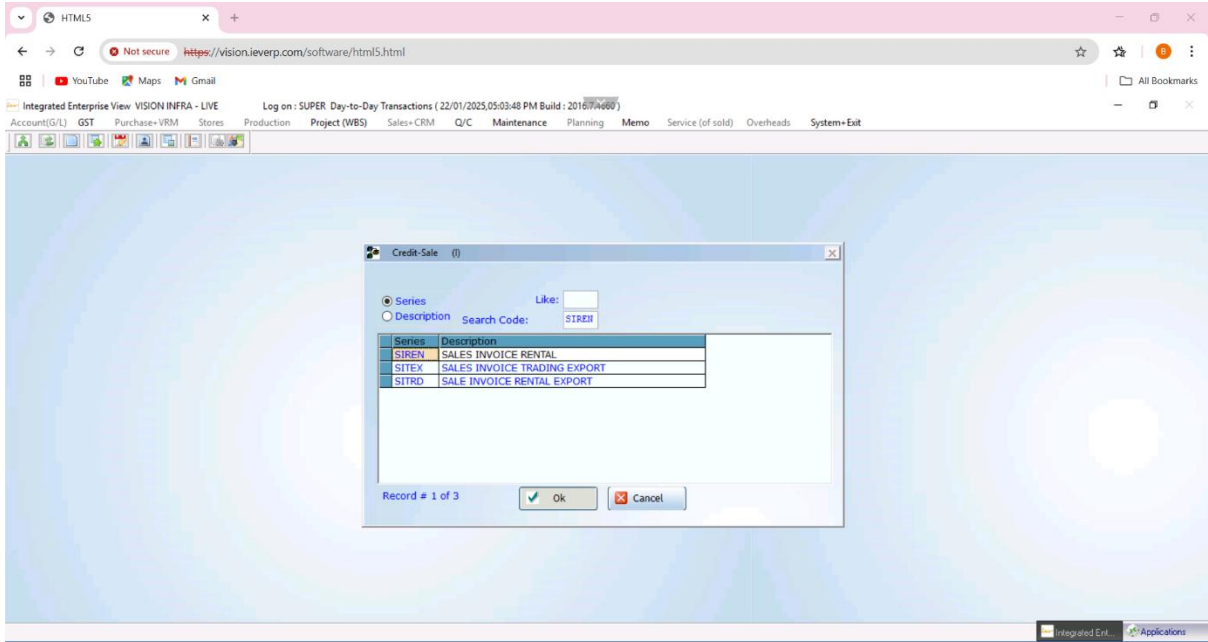 HTML5
Not secure https://vision.ieverp.com/software/html5.html
B
YouTube Maps Gmail All Bookmarks
Integrated Enterprise View VISION INFRA - LIVE Log on : SUPER Day-to-Day Transactions ( 22/01/2025,05:03:48 PM Build : 2016.7.4660 )
Account(G/L) GST Purchase+VRM Stores Production Project (WBS) Sales+CRM Q/C Maintenance Planning Memo Service (of sold) Overheads System+Exit
Credit-Sale (I)
Series Like:
Description Search Code: SIREN
Series Description
SIREN SALES INVOICE RENTAL
SITEX SALES INVOICE TRADING EXPORT
SITRD SALE INVOICE RENTAL EXPORT
Record # 1 of 3 Ok Cancel
Integrated Ent... Applications